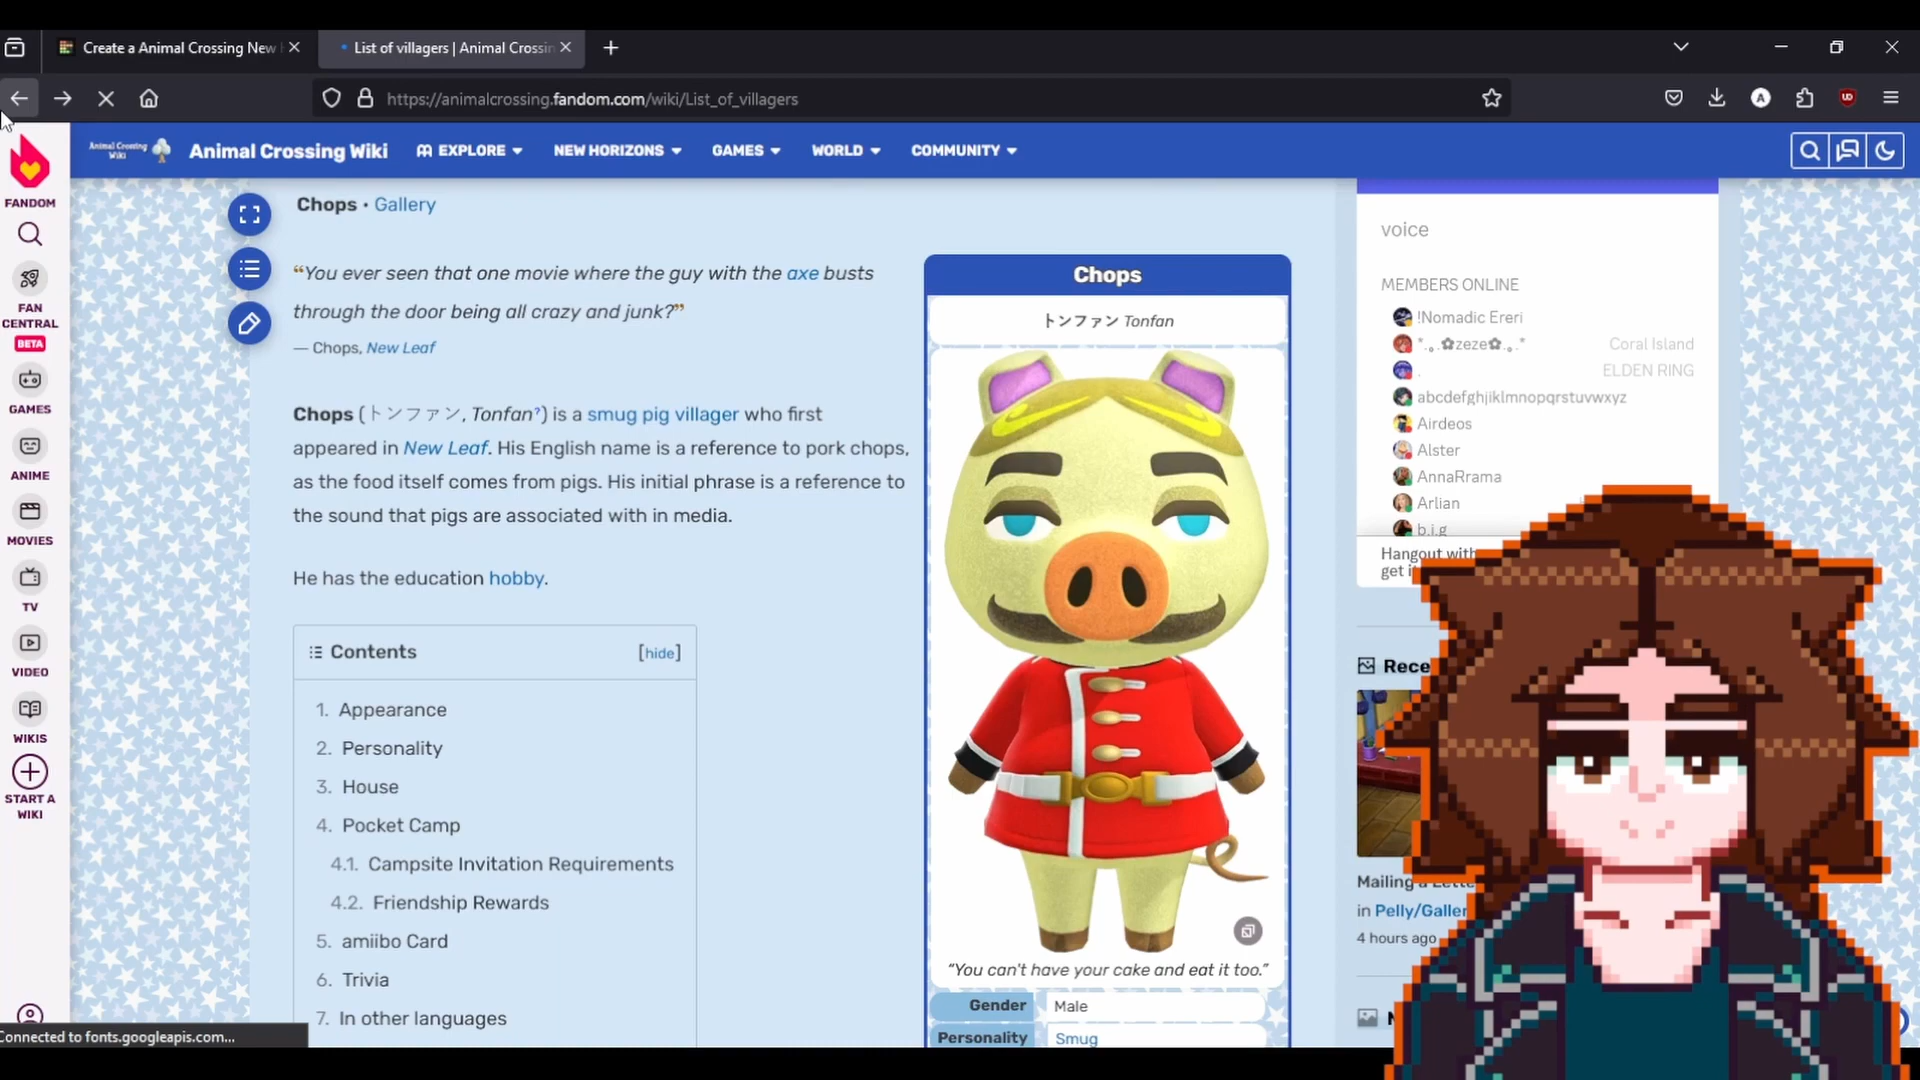 Create a Animal Crossing New
List of villagers | Animal Crossin
https://animalcrossing.fandom.com/wiki/List_of_villagers
Animal Crossing Wiki
Animal Crossing Wiki
EXPLORE
NEW HORIZONS
GAMES
WORLD
COMMUNITY
FANDOM
FAN
CENTRAL
BETA
GAMES
ANIME
MOVIES
TV
VIDEO
WIKIS
START A
WIKI
Connected to fonts.googleapis.com...
Chops • Gallery
“You ever seen that one movie where the guy with the axe busts
through the door being all crazy and junk?”
— Chops, New Leaf
Chops (トンファン, Tonfan?) is a smug pig villager who first
appeared in New Leaf. His English name is a reference to pork chops,
as the food itself comes from pigs. His initial phrase is a reference to
the sound that pigs are associated with in media.
He has the education hobby.
Contents [hide]
1. Appearance
2. Personality
3. House
4. Pocket Camp
4.1. Campsite Invitation Requirements
4.2. Friendship Rewards
5. amiibo Card
6. Trivia
7. In other languages
Chops
トンファン Tonfan
“You can't have your cake and eat it too.”
Gender Male
Personality Smug
voice
MEMBERS ONLINE
!Nomadic Ereri
*.｡.✿zeze✿.｡.* Coral Island
. ELDEN RING
abcdefghjiklmnopqrstuvwxyz
Airdeos
Alster
AnnaRrama
Arlian
b.i.g
Hangout with
get i
Rece
Mailing a Lette
in Pelly/Galler
4 hours ago
UD
A